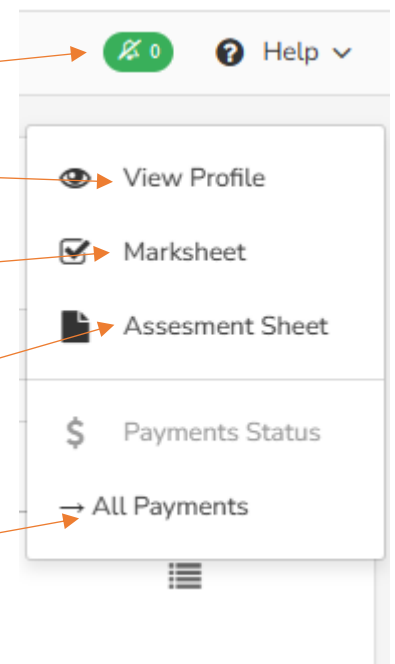 0 Help
View Profile
Marksheet
Assesment Sheet
$ Payments Status
→ All Payments